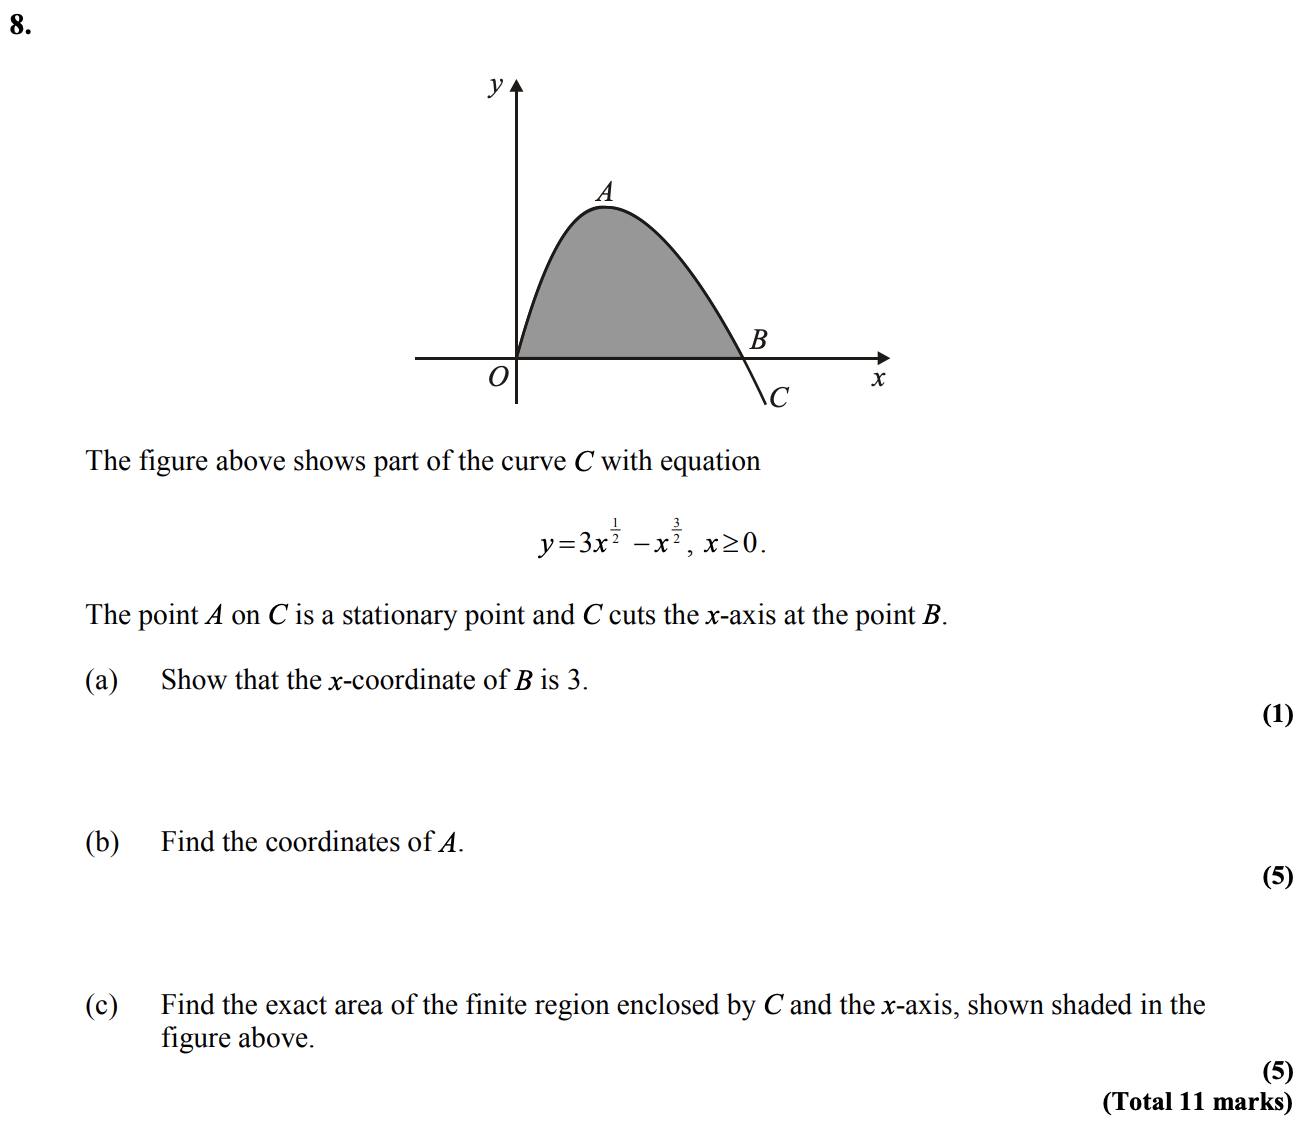 8.
y
A
B
O
x
C
The figure above shows part of the curve C with equation
y=3x^{\frac{1}{2}} −x^{\frac{3}{2}}, x≥0.
The point A on C is a stationary point and C cuts the x-axis at the point B.
(a) Show that the x-coordinate of B is 3.
(1)
(b) Find the coordinates of A.
(5)
(c) Find the exact area of the finite region enclosed by C and the x-axis, shown shaded in the
figure above.
(5)
(Total 11 marks)